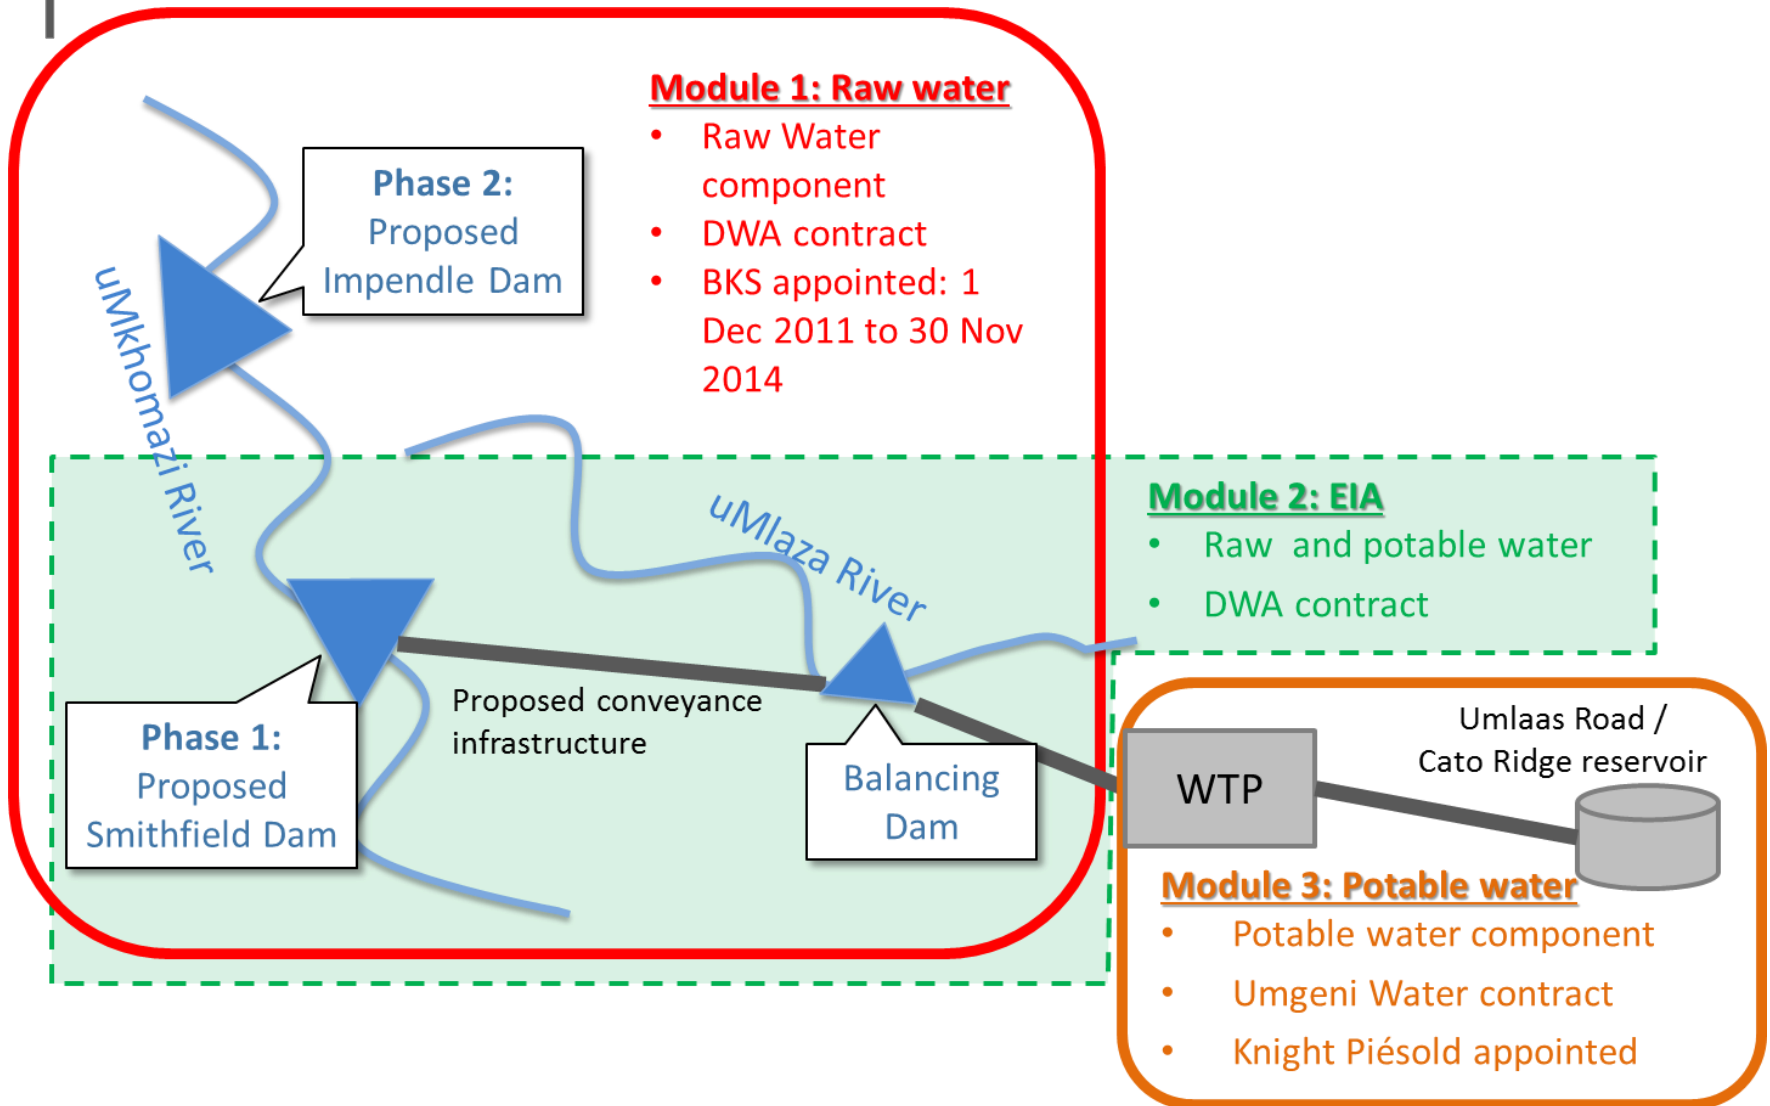 Module 1: Raw water
• Raw Water
component
• DWA contract
• BKS appointed: 1
Dec 2011 to 30 Nov
2014
Phase 2:
Proposed
Impendle Dam
uMkhomazi River
uMlaza River
Module 2: EIA
• Raw and potable water
• DWA contract
Phase 1:
Proposed
Smithfield Dam
Proposed conveyance
infrastructure
Balancing
Dam
WTP
Umlaas Road /
Cato Ridge reservoir
Module 3: Potable water
• Potable water component
• Umgeni Water contract
• Knight Piésold appointed